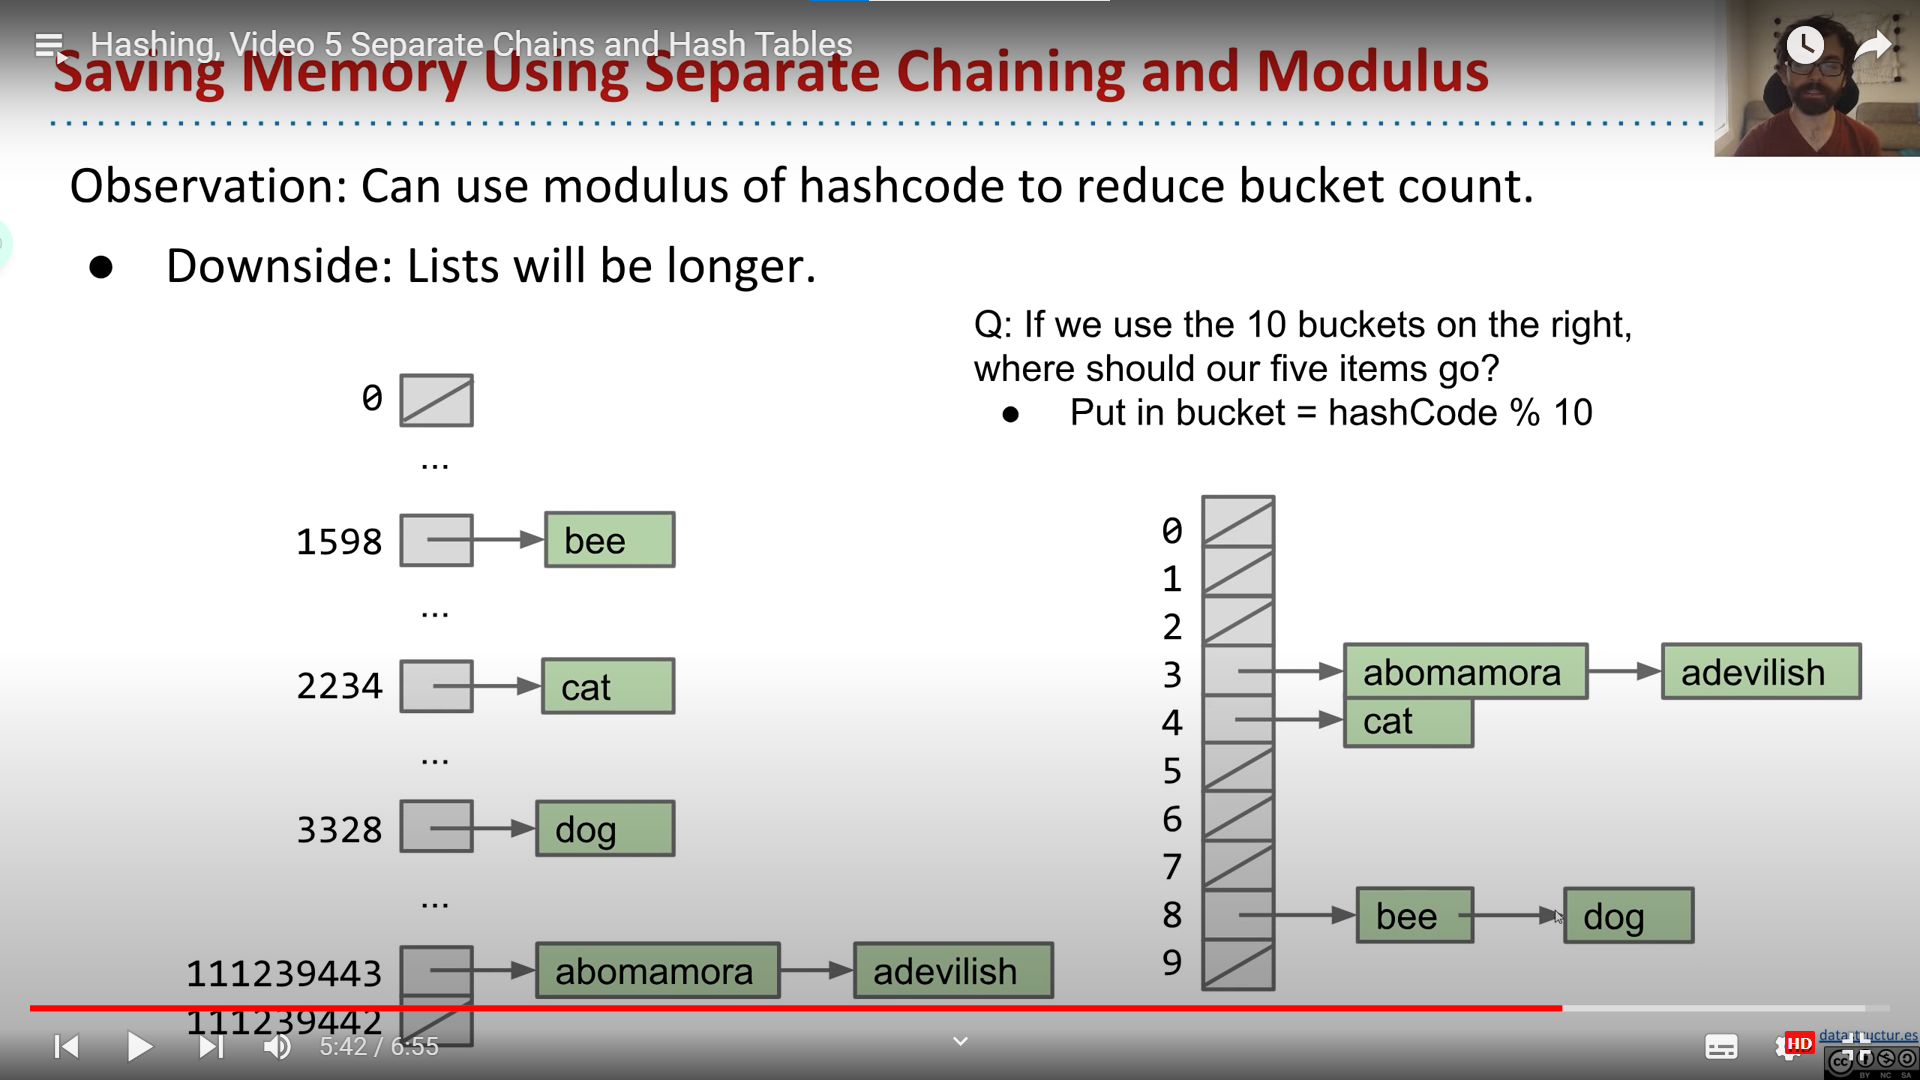 Hashing, Video 5 Separate Chains and Hash Tables
Saving Memory Using Separate Chaining and Modulus
Observation: Can use modulus of hashcode to reduce bucket count.
● Downside: Lists will be longer.
Q: If we use the 10 buckets on the right,
where should our five items go?
● Put in bucket = hashCode % 10
0
...
1598 bee
...
2234 cat
...
3328 dog
...
111239443 abomamora adevilish
111239442
0
1
2
3 abomamora adevilish
4 cat
5
6
7
8 bee dog
9
5:42 / 6:55
HD
datastructur.es
cc
BY NC SA